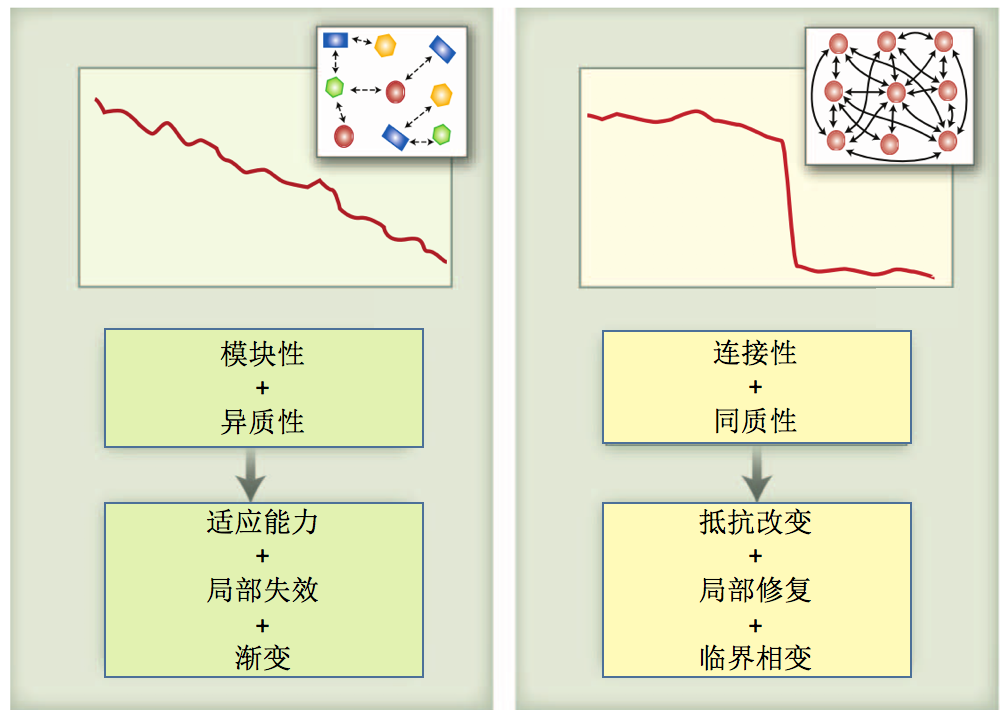 模块性
+
异质性
适应能力
+
局部失效
+
渐变
连接性
+
同质性
抵抗改变
+
局部修复
+
临界相变